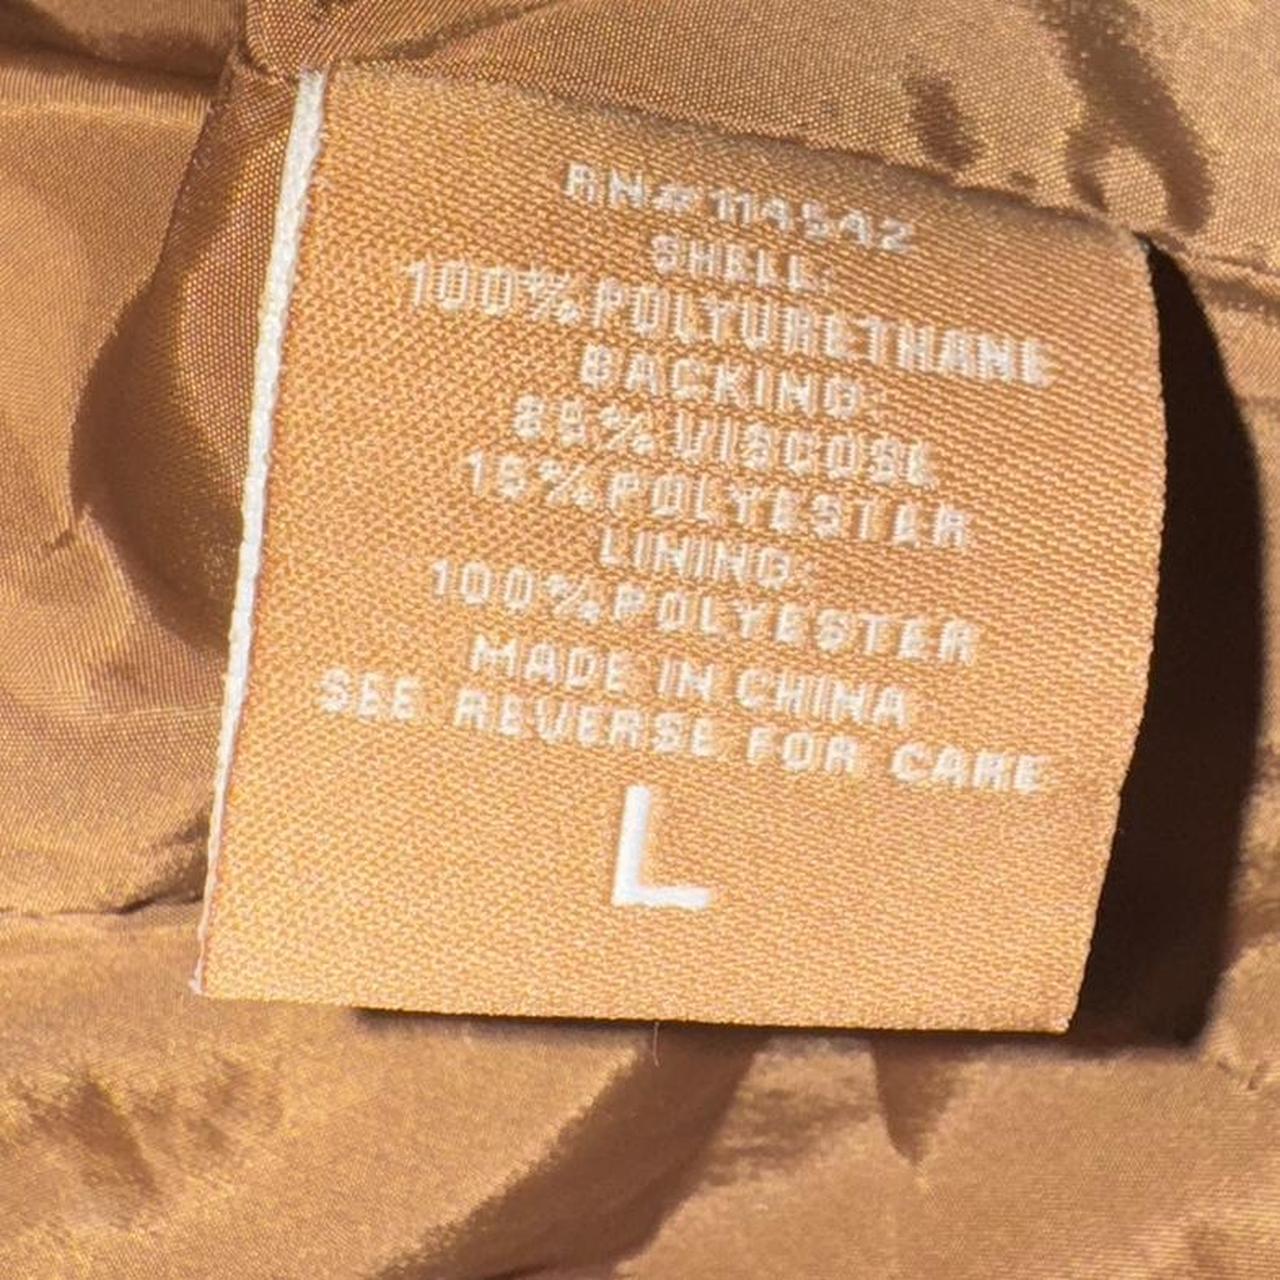 RN#114542
SHELL:
100%POLYURETHANE
BACKING:
85%VISCOSE
15%POLYESTER
LINING:
100%POLYESTER
MADE IN CHINA
SEE REVERSE FOR CARE
L